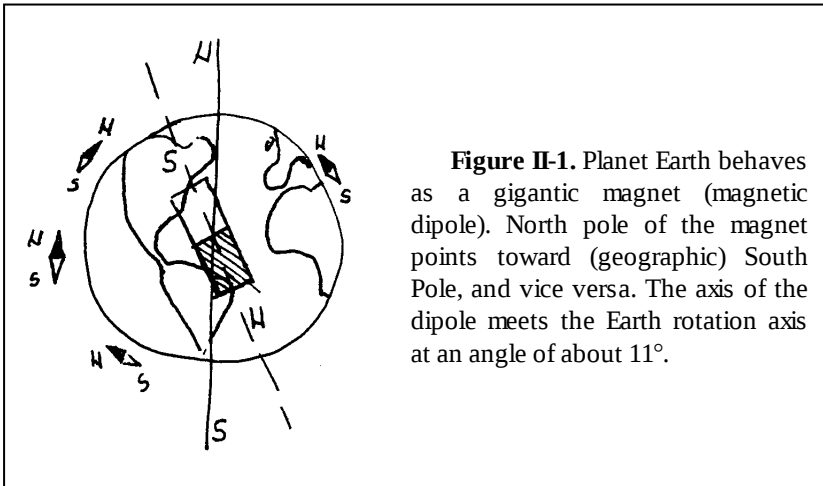 N
S
N
S
N
S
N
S
N
S
N
S
Figure II-1. Planet Earth behaves
as a gigantic magnet (magnetic
dipole). North pole of the magnet
points toward (geographic) South
Pole, and vice versa. The axis of the
dipole meets the Earth rotation axis
at an angle of about 11°.